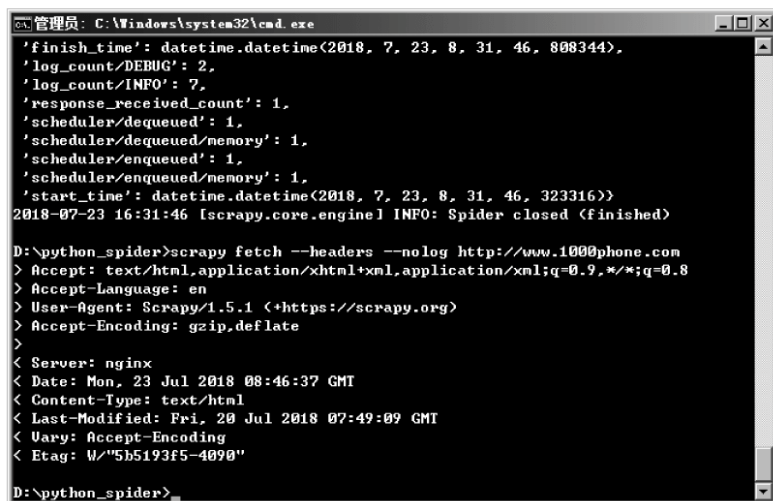 管理员: C:\Windows\system32\cmd.exe
'finish_time': datetime.datetime(2018, 7, 23, 8, 31, 46, 808344),
'log_count/DEBUG': 2,
'log_count/INFO': 7,
'response_received_count': 1,
'scheduler/dequeued': 1,
'scheduler/dequeued/memory': 1,
'scheduler/enqueued': 1,
'scheduler/enqueued/memory': 1,
'start_time': datetime.datetime(2018, 7, 23, 8, 31, 46, 323316)}
2018-07-23 16:31:46 [scrapy.core.engine] INFO: Spider closed (finished)
D:\python_spider>scrapy fetch --headers --nolog http://www.1000phone.com
> Accept: text/html,application/xhtml+xml,application/xml;q=0.9,*/*;q=0.8
> Accept-Language: en
> User-Agent: Scrapy/1.5.1 (+https://scrapy.org)
> Accept-Encoding: gzip,deflate
>
< Server: nginx
< Date: Mon, 23 Jul 2018 08:46:37 GMT
< Content-Type: text/html
< Last-Modified: Fri, 20 Jul 2018 07:49:09 GMT
< Vary: Accept-Encoding
< Etag: W/"5b5193f5-4090"
D:\python_spider>_